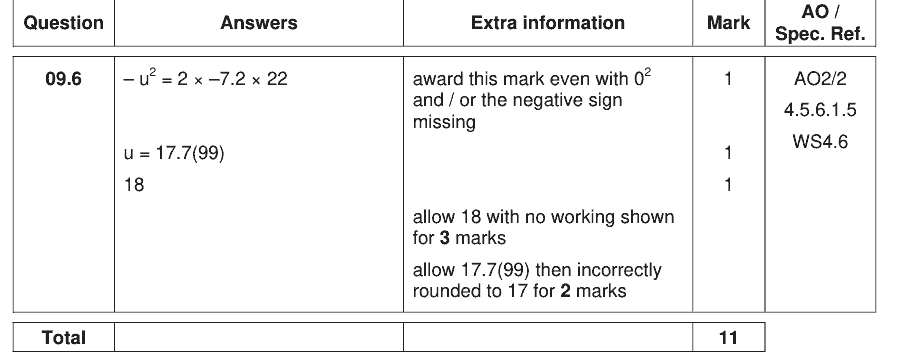 Question Answers Extra information Mark AO /
Spec. Ref.
09.6 – u² = 2 × –7.2 × 22 award this mark even with 0² 1 AO2/2
and / or the negative sign 4.5.6.1.5
missing
WS4.6
u = 17.7(99) 1
18 1
allow 18 with no working shown
for 3 marks
allow 17.7(99) then incorrectly
rounded to 17 for 2 marks
Total 11